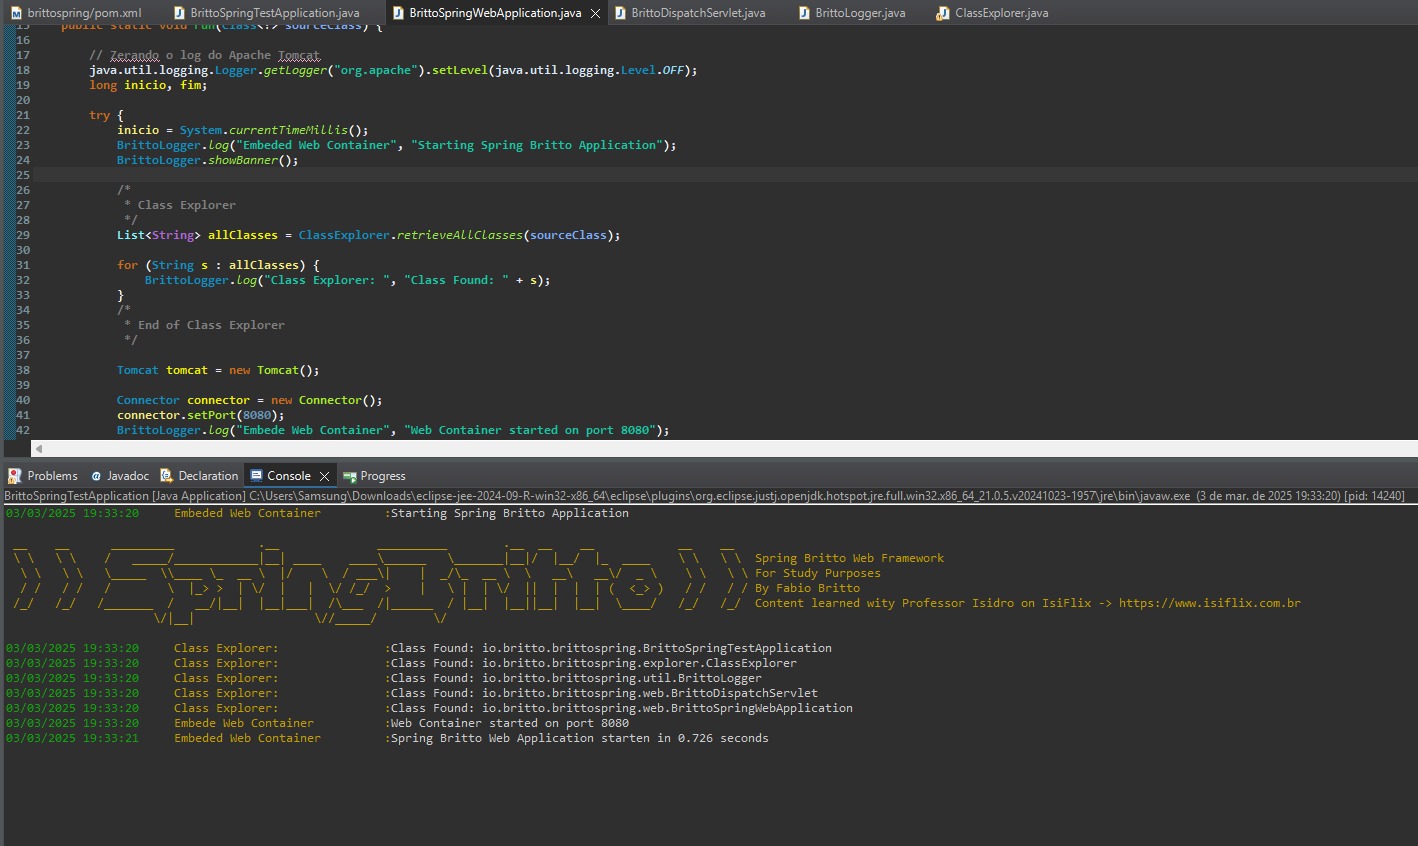 brittospring/pom.xml BrittoSpringTestApplication.java BrittoSpringWebApplication.java BrittoDispatchServlet.java BrittoLogger.java ClassExplorer.java
15 public static void run(Class<?> sourceClass) {
16
17 // Zerando o log do Apache Tomcat
18 java.util.logging.Logger.getLogger("org.apache").setLevel(java.util.logging.Level.OFF);
19 long inicio, fim;
20
21 try {
22 inicio = System.currentTimeMillis();
23 BrittoLogger.log("Embeded Web Container", "Starting Spring Britto Application");
24 BrittoLogger.showBanner();
25
26 /*
27 * Class Explorer
28 */
29 List<String> allClasses = ClassExplorer.retrieveAllClasses(sourceClass);
30
31 for (String s : allClasses) {
32 BrittoLogger.log("Class Explorer: ", "Class Found: " + s);
33 }
34 /*
35 * End of Class Explorer
36 */
37
38 Tomcat tomcat = new Tomcat();
39
40 Connector connector = new Connector();
41 connector.setPort(8080);
42 BrittoLogger.log("Embede Web Container", "Web Container started on port 8080");
Problems Javadoc Declaration Console Progress
BrittoSpringTestApplication [Java Application] C:\Users\Samsung\Downloads\eclipse-jee-2024-09-R-win32-x86_64\eclipse\plugins\org.eclipse.justj.openjdk.hotspot.jre.full.win32.x86_64_21.0.5.v20241023-1957\jre\bin\javaw.exe (3 de mar. de 2025 19:33:20) [pid: 14240]
03/03/2025 19:33:20 Embeded Web Container :Starting Spring Britto Application
Spring Britto Web Framework
For Study Purposes
By Fabio Britto
Content learned wity Professor Isidro on IsiFlix -> https://www.isiflix.com.br
03/03/2025 19:33:20 Class Explorer: :Class Found: io.britto.brittospring.BrittoSpringTestApplication
03/03/2025 19:33:20 Class Explorer: :Class Found: io.britto.brittospring.explorer.ClassExplorer
03/03/2025 19:33:20 Class Explorer: :Class Found: io.britto.brittospring.util.BrittoLogger
03/03/2025 19:33:20 Class Explorer: :Class Found: io.britto.brittospring.web.BrittoDispatchServlet
03/03/2025 19:33:20 Class Explorer: :Class Found: io.britto.brittospring.web.BrittoSpringWebApplication
03/03/2025 19:33:20 Embede Web Container :Web Container started on port 8080
03/03/2025 19:33:21 Embeded Web Container :Spring Britto Web Application starten in 0.726 seconds